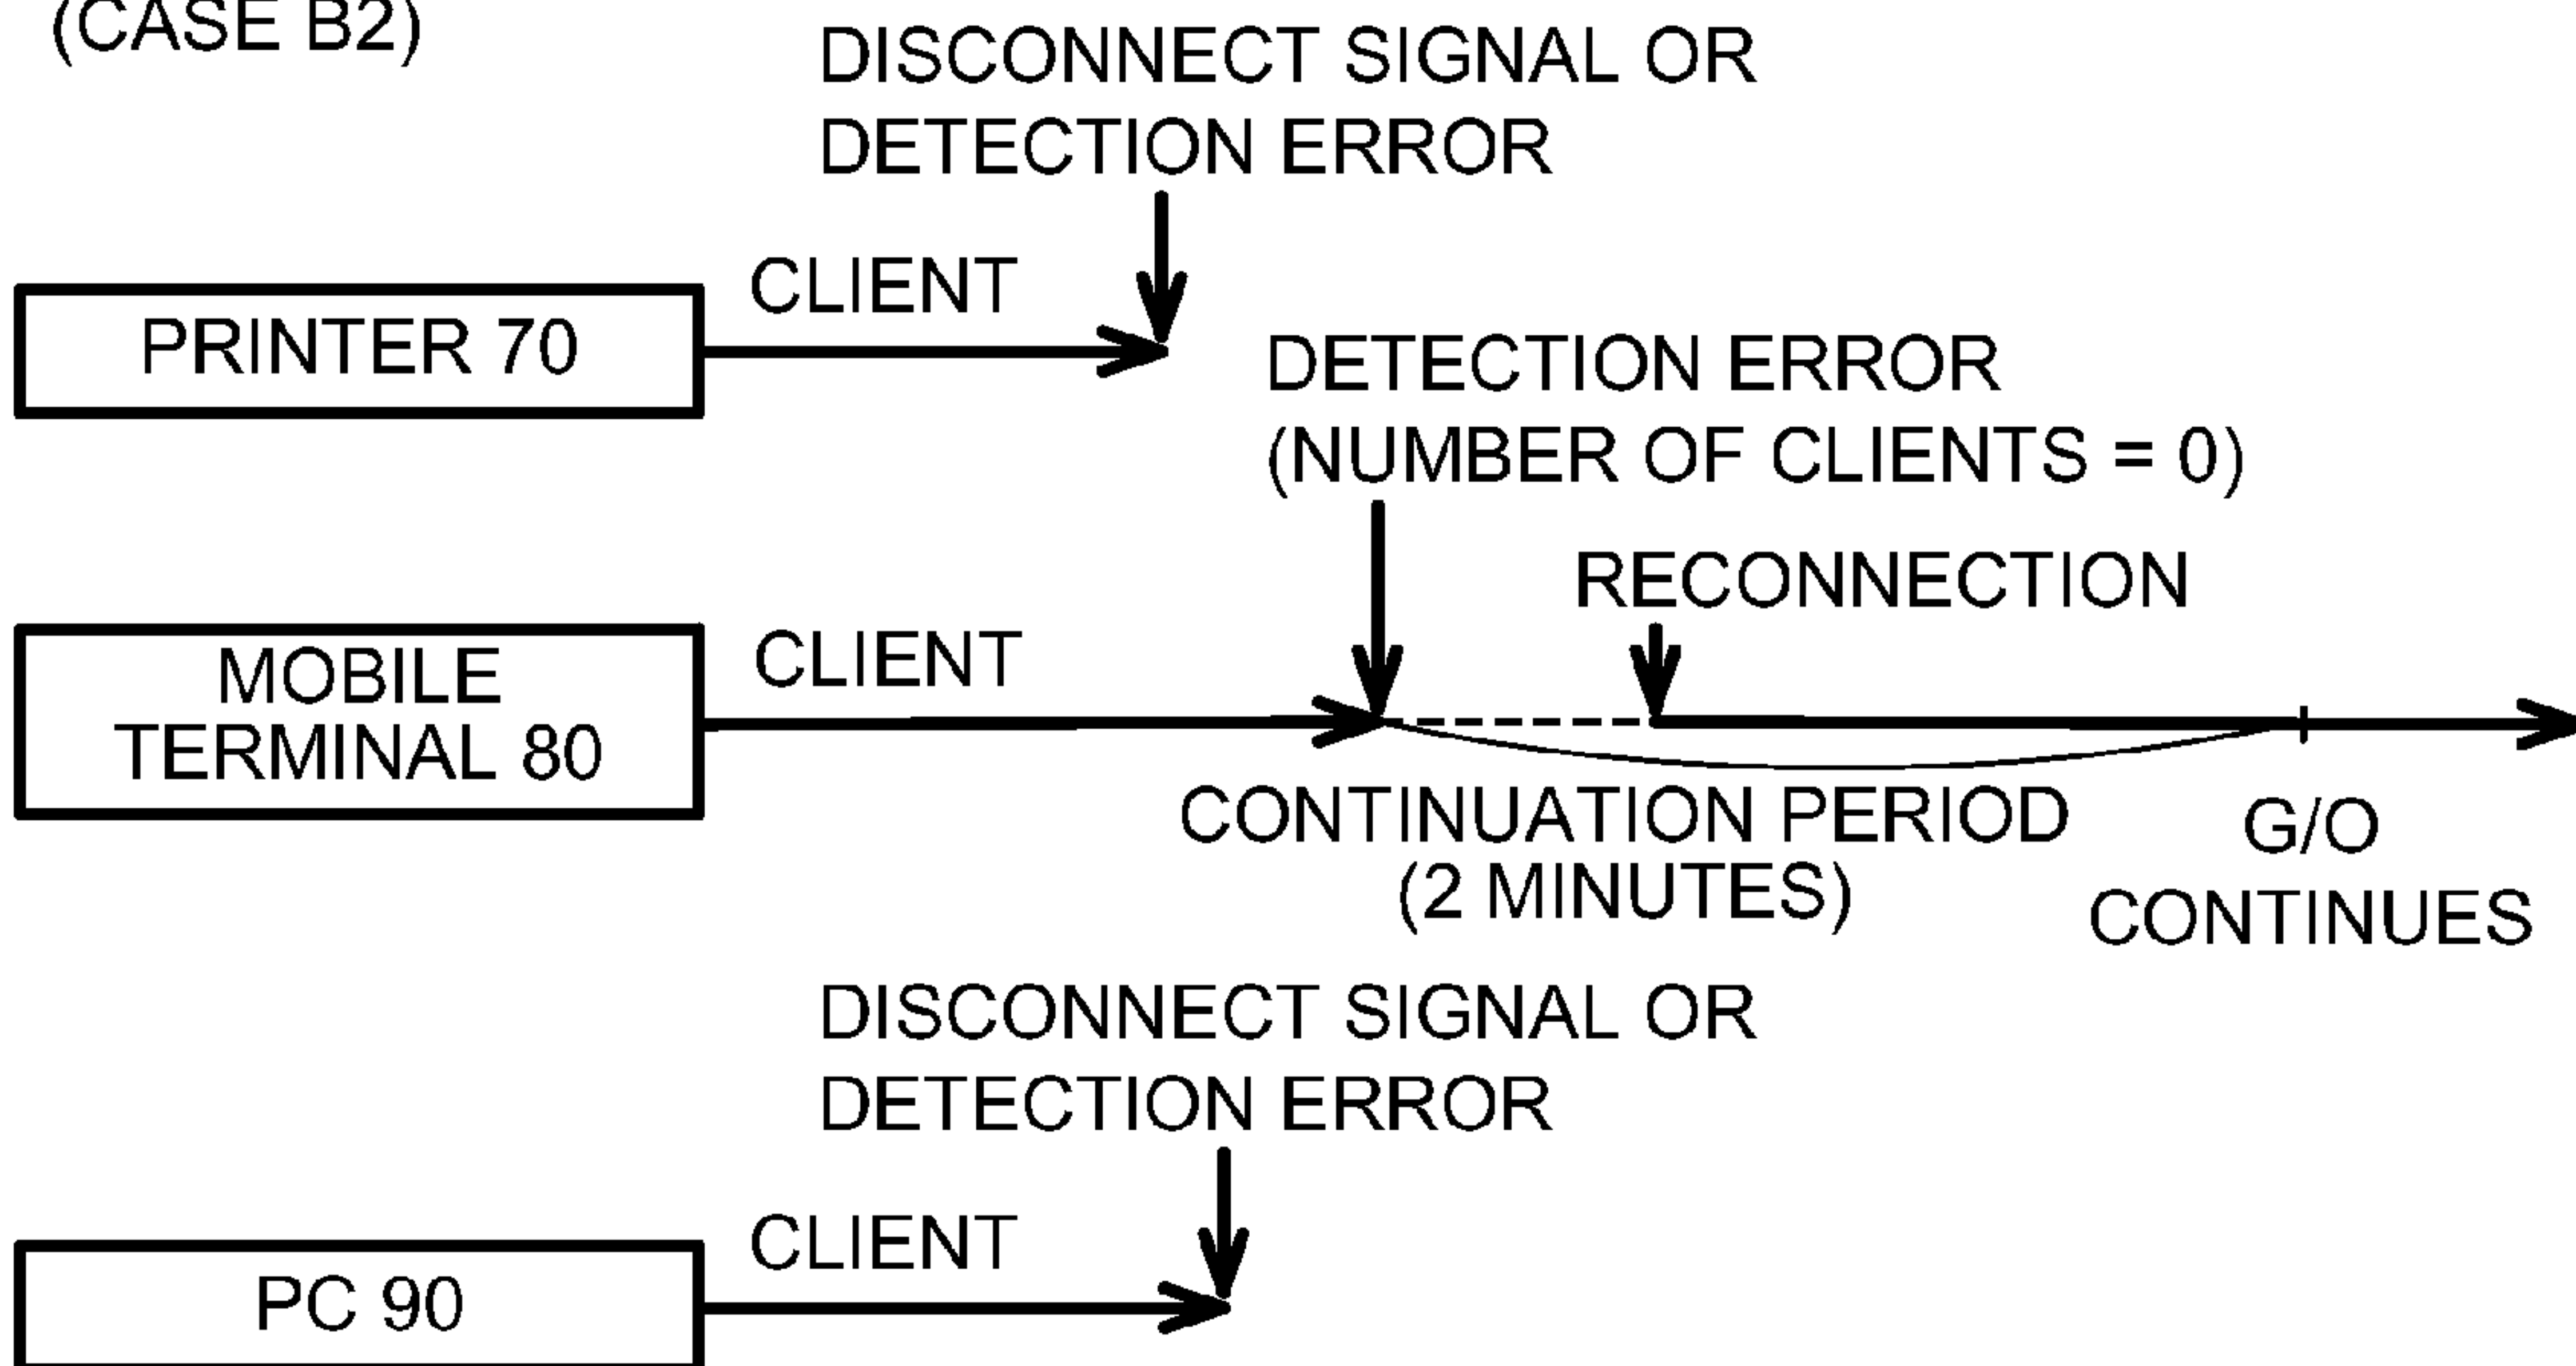 (CASE B2)
DISCONNECT SIGNAL OR
DETECTION ERROR
CLIENT
PRINTER 70
DETECTION ERROR
(NUMBER OF CLIENTS = 0)
RECONNECTION
CLIENT
MOBILE
TERMINAL 80
CONTINUATION PERIOD
(2 MINUTES)
G/O
CONTINUES
DISCONNECT SIGNAL OR
DETECTION ERROR
CLIENT
PC 90